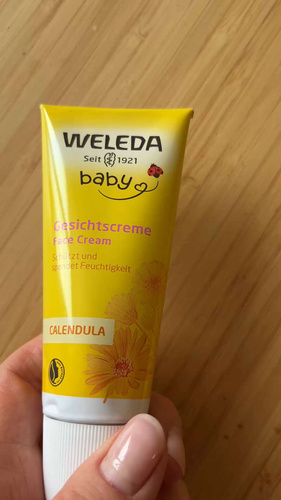 WELEDA
Seit 1921
baby
Gesichtscreme
Face Cream
Schützt und
spendet Feuchtigkeit
CALENDULA